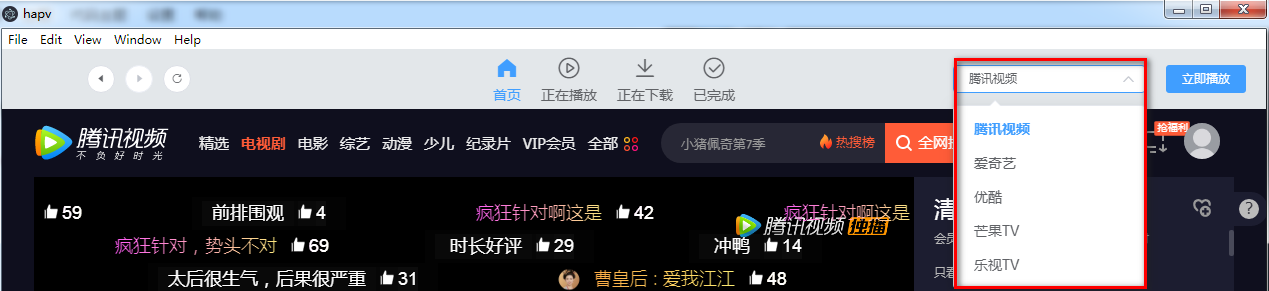 hapv
File Edit View Window Help
首页 正在播放 正在下载 已完成
腾讯视频
立即播放
腾讯视频
不负好时光
精选 电视剧 电影 综艺 动漫 少儿 纪录片 VIP会员 全部
小猪佩奇第7季
热搜榜
全网
抢福利
腾讯视频
爱奇艺
优酷
芒果TV
乐视TV
59
前排围观 4
疯狂针对啊这是 42
疯狂针对啊这是
腾讯视频 独播
疯狂针对，势头不对 69
时长好评 29
冲鸭 14
太后很生气，后果很严重 31
曹皇后：爱我江江 48
清
会员
只看